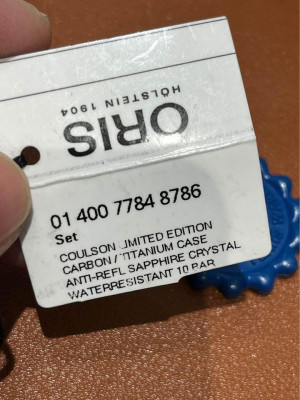 ORIS
HÖLSTEIN 1904
01 400 7784 8786
Set
COULSON LIMITED EDITION
CARBON / TITANIUM CASE
ANTI-REFL SAPPHIRE CRYSTAL
WATERRESISTANT 10 BAR